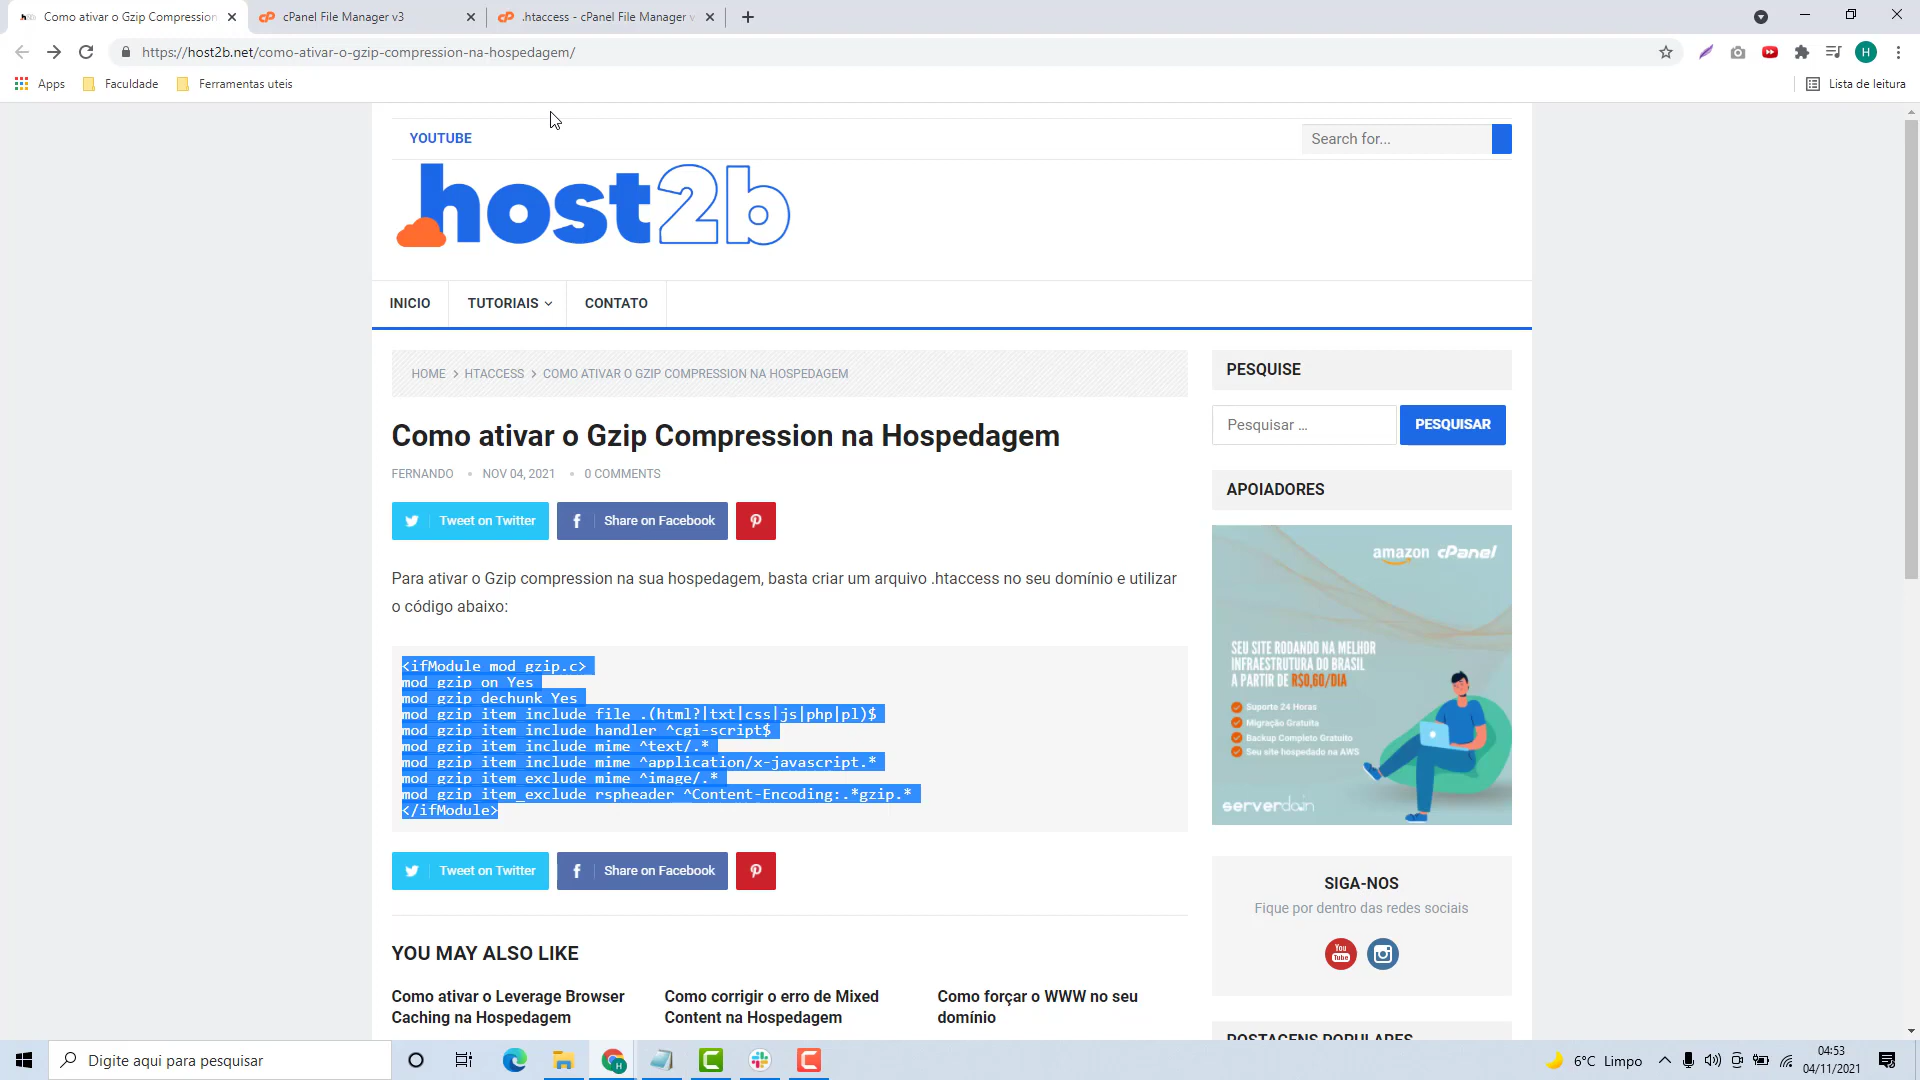 Como ativar o Gzip Compression
cPanel File Manager v3
.htaccess - cPanel File Manager v
https://host2b.net/como-ativar-o-gzip-compression-na-hospedagem/
H
Apps
Faculdade
Ferramentas uteis
Lista de leitura
YOUTUBE
Search for...
host2b
INICIO
TUTORIAIS
CONTATO
HOME > HTACCESS > COMO ATIVAR O GZIP COMPRESSION NA HOSPEDAGEM
Como ativar o Gzip Compression na Hospedagem
FERNANDO • NOV 04, 2021 • 0 COMMENTS
Tweet on Twitter
Share on Facebook
Para ativar o Gzip compression na sua hospedagem, basta criar um arquivo .htaccess no seu domínio e utilizar
o código abaixo:
<ifModule mod_gzip.c>
mod_gzip_on Yes
mod_gzip_dechunk Yes
mod_gzip_item_include file .(html?|txt|css|js|php|pl)$
mod_gzip_item_include handler ^cgi-script$
mod_gzip_item_include mime ^text/.*
mod_gzip_item_include mime ^application/x-javascript.*
mod_gzip_item_exclude mime ^image/.*
mod_gzip_item_exclude rspheader ^Content-Encoding:.*gzip.*
</ifModule>
Tweet on Twitter
Share on Facebook
YOU MAY ALSO LIKE
Como ativar o Leverage Browser
Caching na Hospedagem
Como corrigir o erro de Mixed
Content na Hospedagem
Como forçar o WWW no seu
domínio
PESQUISE
Pesquisar …
PESQUISAR
APOIADORES
amazon cPanel
SEU SITE RODANDO NA MELHOR
INFRAESTRUTURA DO BRASIL
A PARTIR DE R$0,60/DIA
Suporte 24 Horas
Migração Gratuita
Backup Completo Gratuito
Seu site hospedado na AWS
serverdoin
SIGA-NOS
Fique por dentro das redes sociais
You
Tube
POSTAGENS POPULARES
Digite aqui para pesquisar
6°C Limpo
04:53
04/11/2021